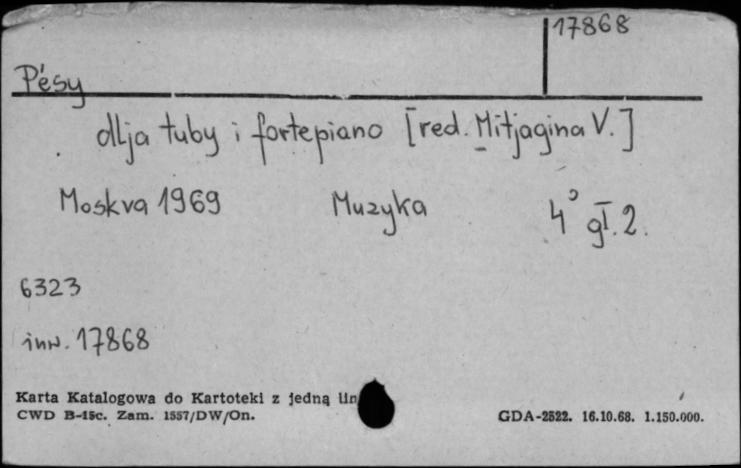 17868
Pésy
dlja tuby i fortepiano [red. Mitjagina V.]
Moskva 1969 Muzyka 4° gł. 2.
6323
inw. 17868
Karta Katalogowa do Kartoteki z jedną lin
CWD B-15c. Zam. 1557/DW/On. GDA-2522. 16.10.68. 1.150.000.